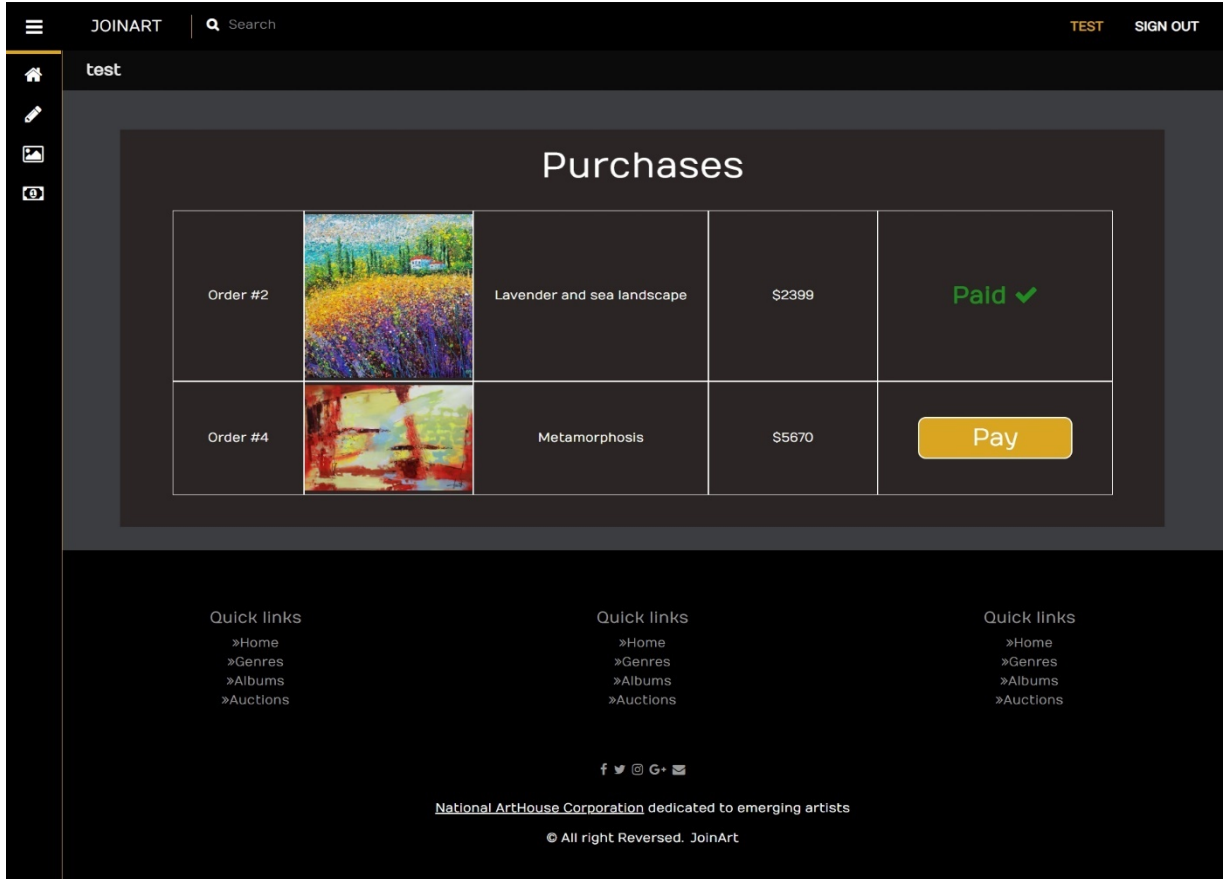 JOINART Search TEST SIGN OUT
test
Purchases
Order #2 Lavender and sea landscape $2399 Paid ✔
Order #4 Metamorphosis $5670 Pay
Quick links Quick links Quick links
»Home »Home »Home
»Genres »Genres »Genres
»Albums »Albums »Albums
»Auctions »Auctions »Auctions
National ArtHouse Corporation dedicated to emerging artists
© All right Reversed. JoinArt